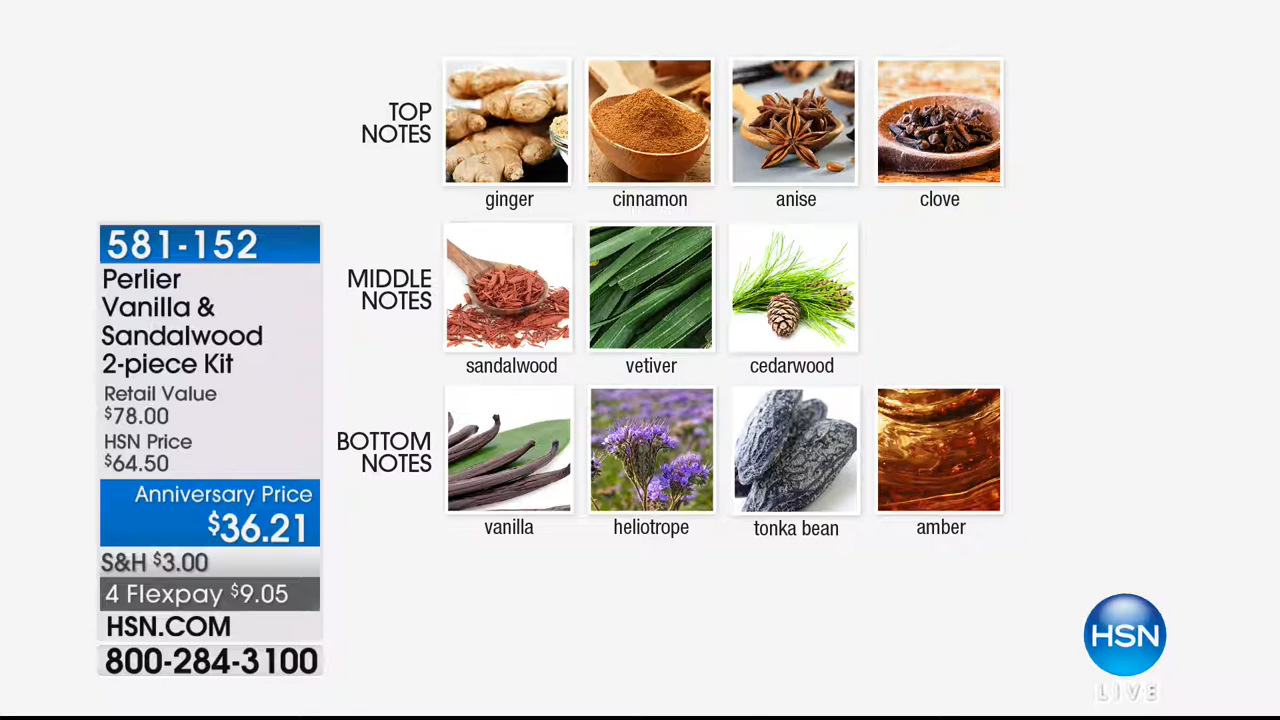 TOP
NOTES
ginger
cinnamon
anise
clove
MIDDLE
NOTES
sandalwood
vetiver
cedarwood
BOTTOM
NOTES
vanilla
heliotrope
tonka bean
amber
581-152
Perlier
Vanilla &
Sandalwood
2-piece Kit
Retail Value
$78.00
HSN Price
$64.50
Anniversary Price
$36.21
S&H $3.00
4 Flexpay $9.05
HSN.COM
800-284-3100
HSN
LIVE